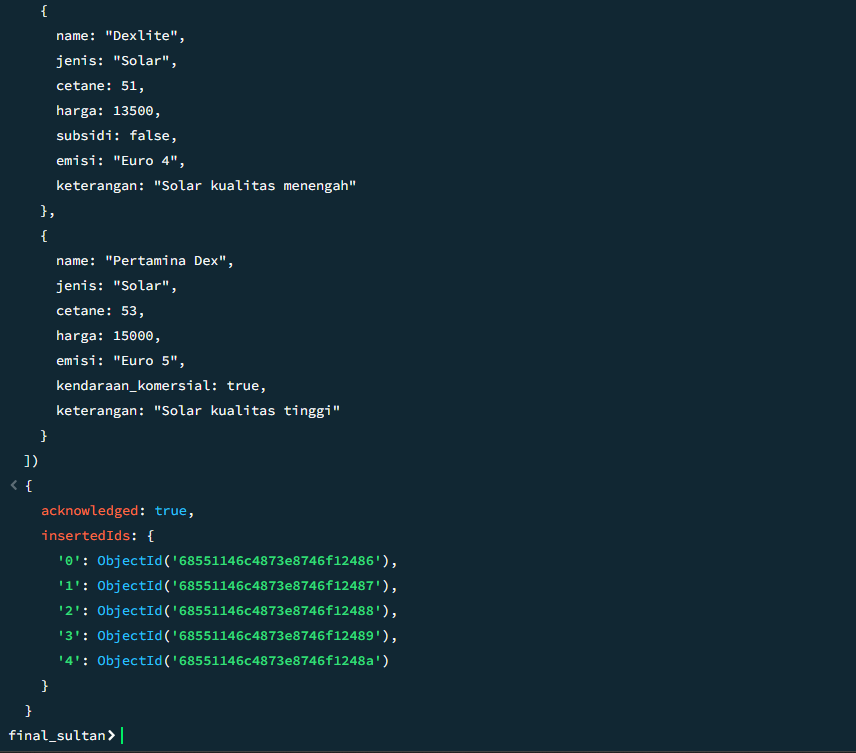 {
name: "Dexlite",
jenis: "Solar",
cetane: 51,
harga: 13500,
subsidi: false,
emisi: "Euro 4",
keterangan: "Solar kualitas menengah"
},
{
name: "Pertamina Dex",
jenis: "Solar",
cetane: 53,
harga: 15000,
emisi: "Euro 5",
kendaraan_komersial: true,
keterangan: "Solar kualitas tinggi"
}
])
< {
acknowledged: true,
insertedIds: {
'0': ObjectId('68551146c4873e8746f12486'),
'1': ObjectId('68551146c4873e8746f12487'),
'2': ObjectId('68551146c4873e8746f12488'),
'3': ObjectId('68551146c4873e8746f12489'),
'4': ObjectId('68551146c4873e8746f1248a')
}
}
final_sultan>